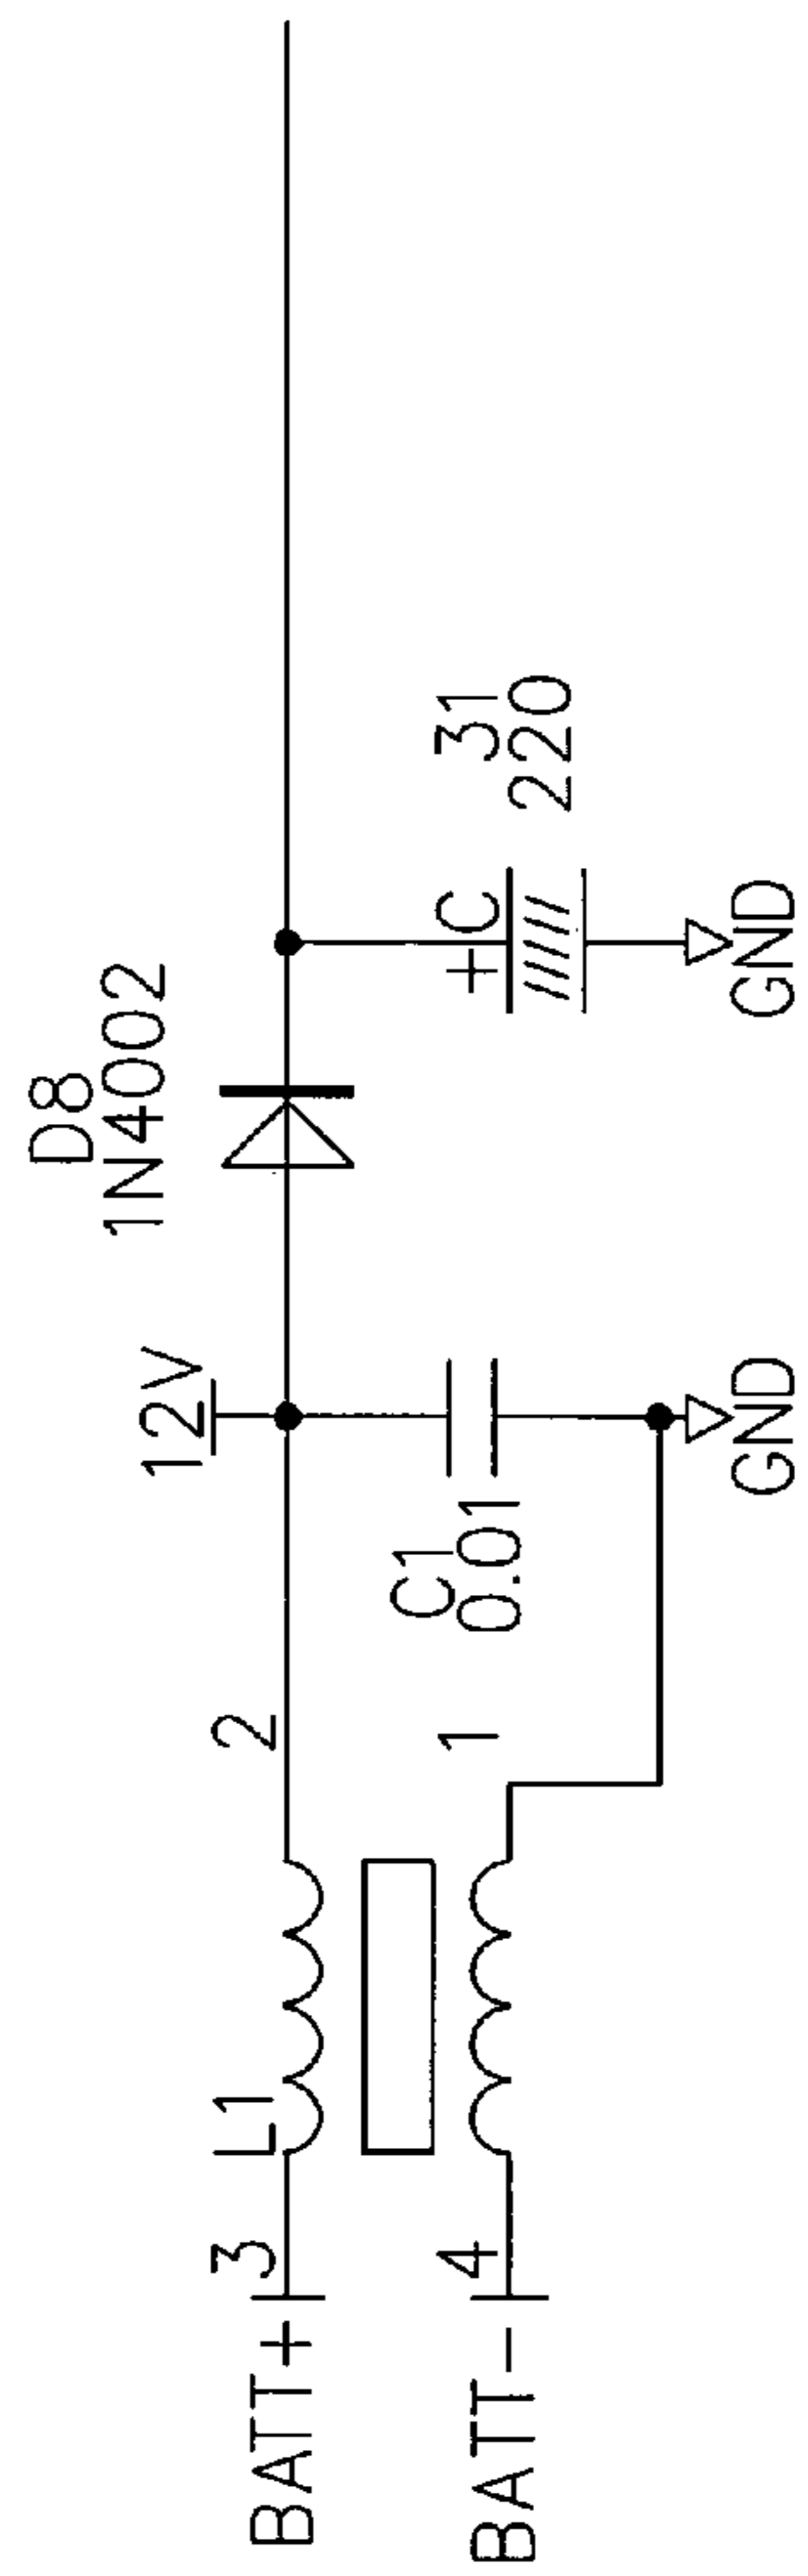 D8
1N4002
12V
C 31
+
220
C1
0.01
L1
2
1
3
4
BATT+
BATT-
GND
GND